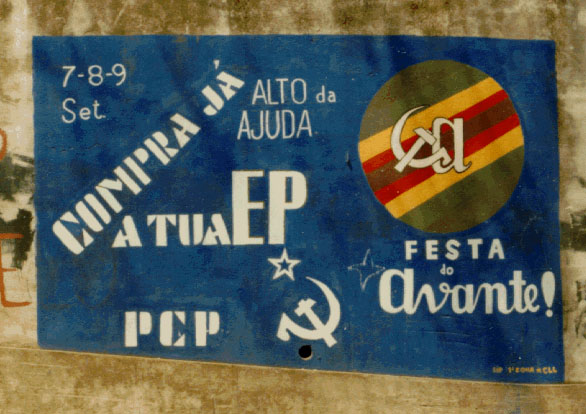 7-8-9
Set.
COMPRA JÁ
A TUA EP
ALTO da
AJUDA
PCP
a
FESTA
do
avante!